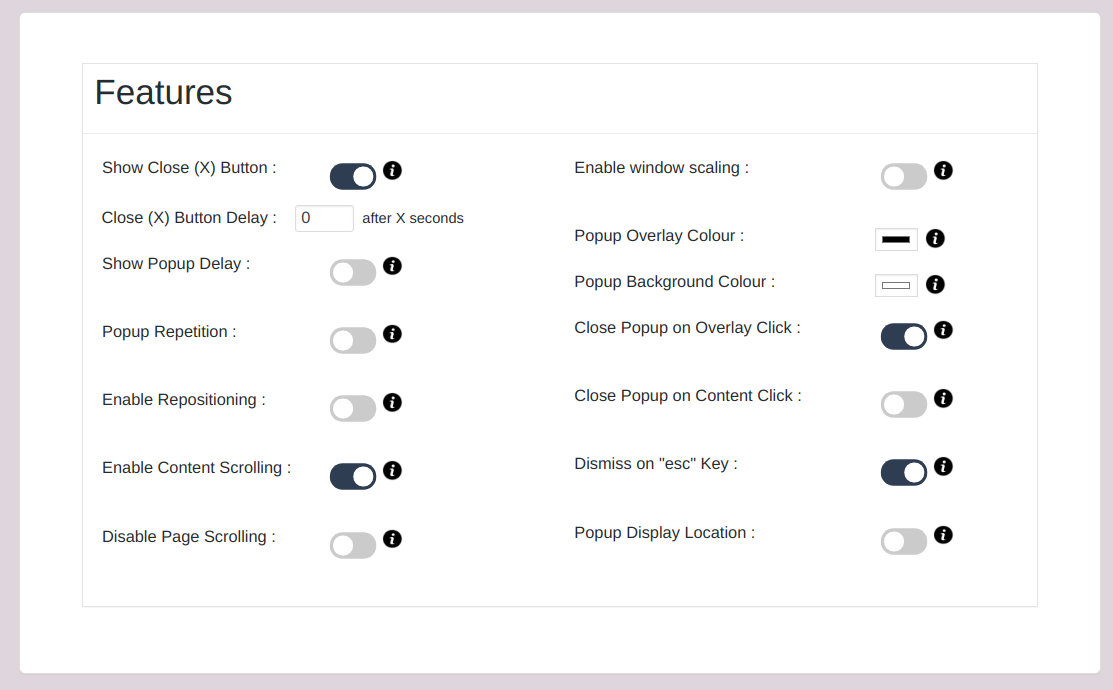 Features
Show Close (X) Button :
Close (X) Button Delay : 0 after X seconds
Show Popup Delay :
Popup Repetition :
Enable Repositioning :
Enable Content Scrolling :
Disable Page Scrolling :
Enable window scaling :
Popup Overlay Colour :
Popup Background Colour :
Close Popup on Overlay Click :
Close Popup on Content Click :
Dismiss on "esc" Key :
Popup Display Location :